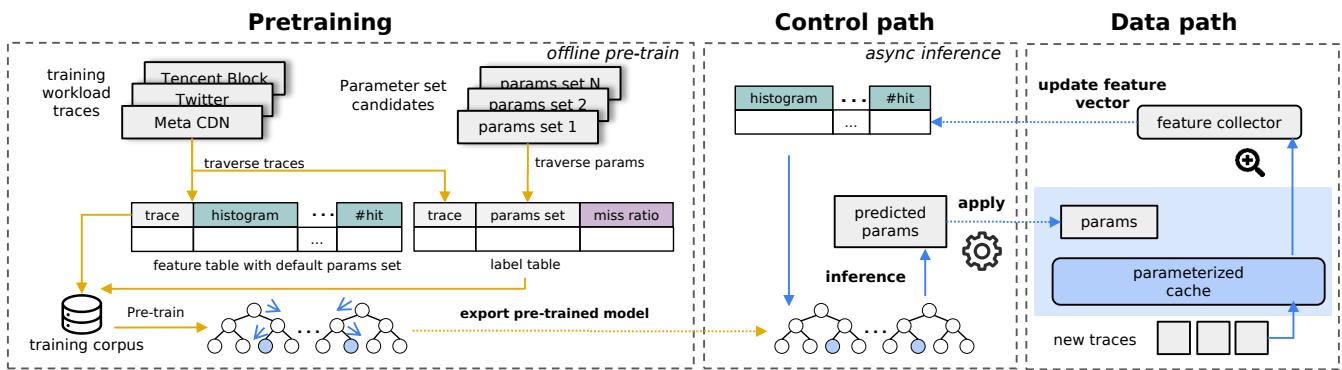 Pretraining
Control path
Data path
offline pre-train
async inference
training
workload
traces
Tencent Block
Twitter
Meta CDN
Parameter set
candidates
params set N
params set 2
params set 1
traverse traces
traverse params
trace
histogram
...
#hit
...
feature table with default params set
trace
params set
miss ratio
label table
training corpus
Pre-train
...
export pre-trained model
histogram
...
#hit
...
predicted
params
apply
inference
...
update feature
vector
feature collector
params
parameterized
cache
new traces